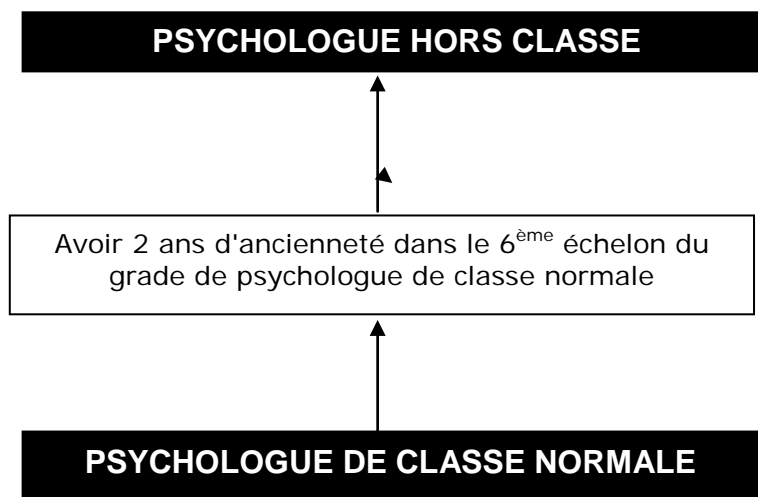 PSYCHOLOGUE HORS CLASSE
Avoir 2 ans d'ancienneté dans le 6ème échelon du
grade de psychologue de classe normale
PSYCHOLOGUE DE CLASSE NORMALE